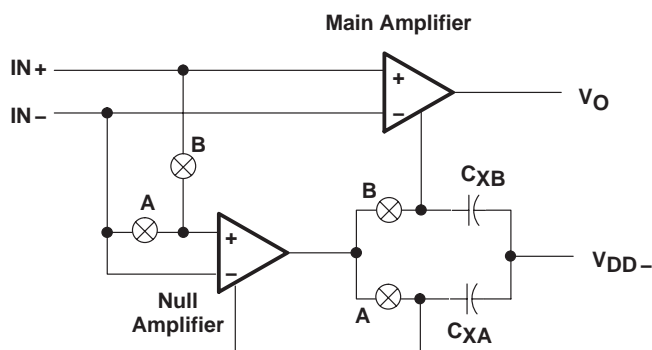 Main Amplifier
IN+
+
VO
IN−
−
B
A
B
CXB
+
−
VDD−
Null
Amplifier
A
CXA